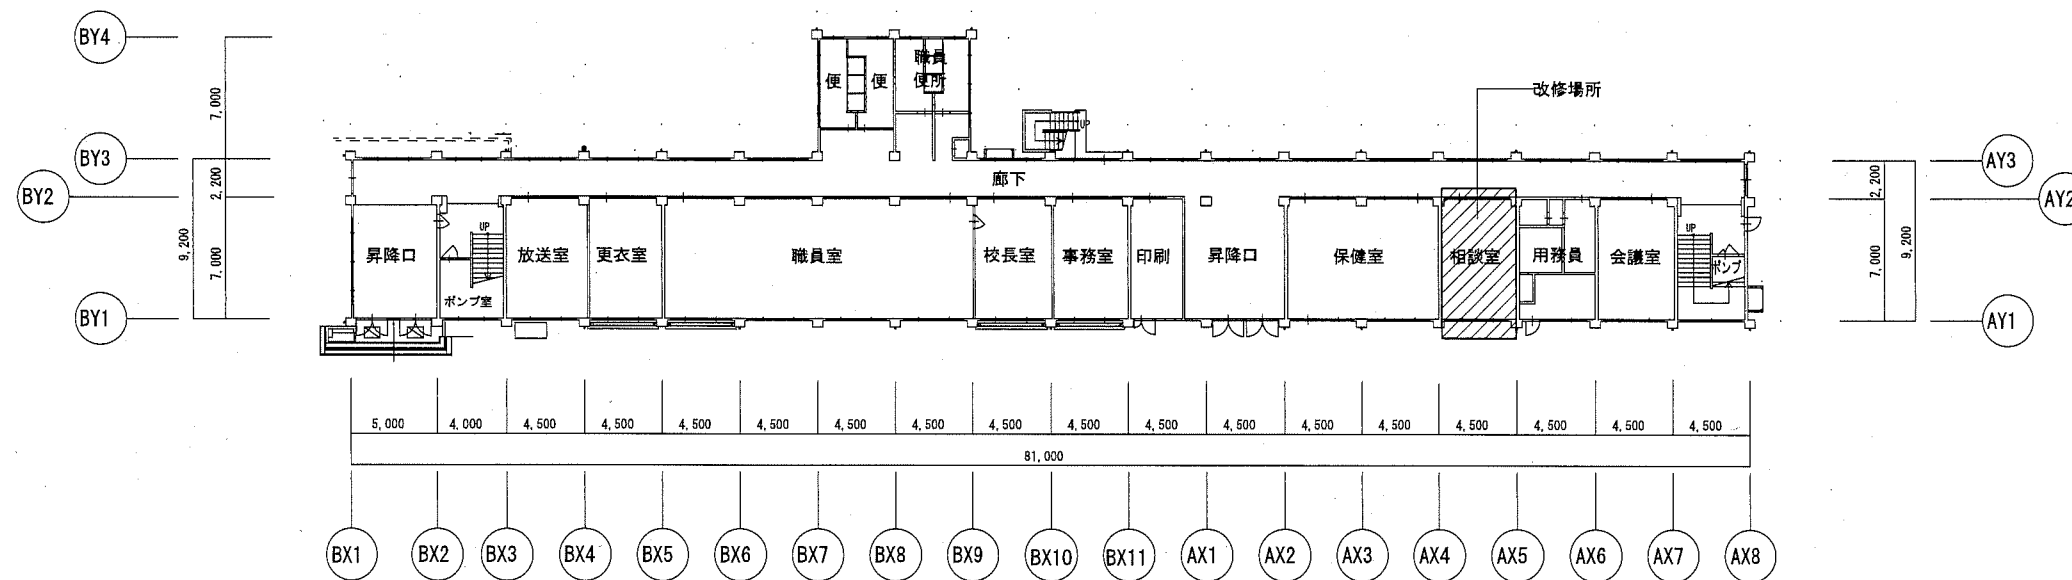 BY4
BY3
BY2
BY1
7,000
2,200
7,000
9,200
便
便
職員
便所
UP
改修場所
廊下
昇降口
UP
ポンプ室
放送室
更衣室
職員室
校長室
事務室
印刷
昇降口
保健室
相談室
用務員
会議室
UP
ポンプ
AY3
AY2
AY1
2,200
7,000
9,200
5,000 4,000 4,500 4,500 4,500 4,500 4,500 4,500 4,500 4,500 4,500 4,500 4,500 4,500 4,500 4,500 4,500 4,500
81,000
BX1 BX2 BX3 BX4 BX5 BX6 BX7 BX8 BX9 BX10 BX11 AX1 AX2 AX3 AX4 AX5 AX6 AX7 AX8